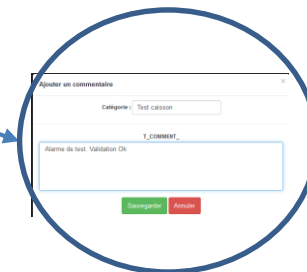 Ajouter un commentaire ×
Catégorie : Test caisson
T_COMMENT_
Alarme de test. Validation Ok
Sauvegarder Annuler